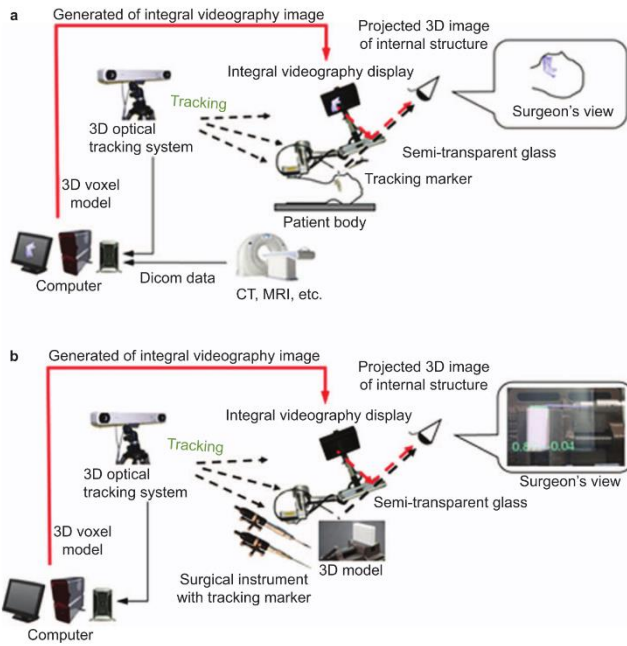 a
Generated of integral videography image
Projected 3D image
of internal structure
Integral videography display
Tracking
Surgeon's view
3D optical
tracking system
Semi-transparent glass
Tracking marker
3D voxel
model
Patient body
Computer
Dicom data
CT, MRI, etc.
b
Generated of integral videography image
Projected 3D image
of internal structure
Integral videography display
Tracking
3D optical
tracking system
Surgeon's view
Semi-transparent glass
3D voxel
model
3D model
Surgical instrument
with tracking marker
Computer